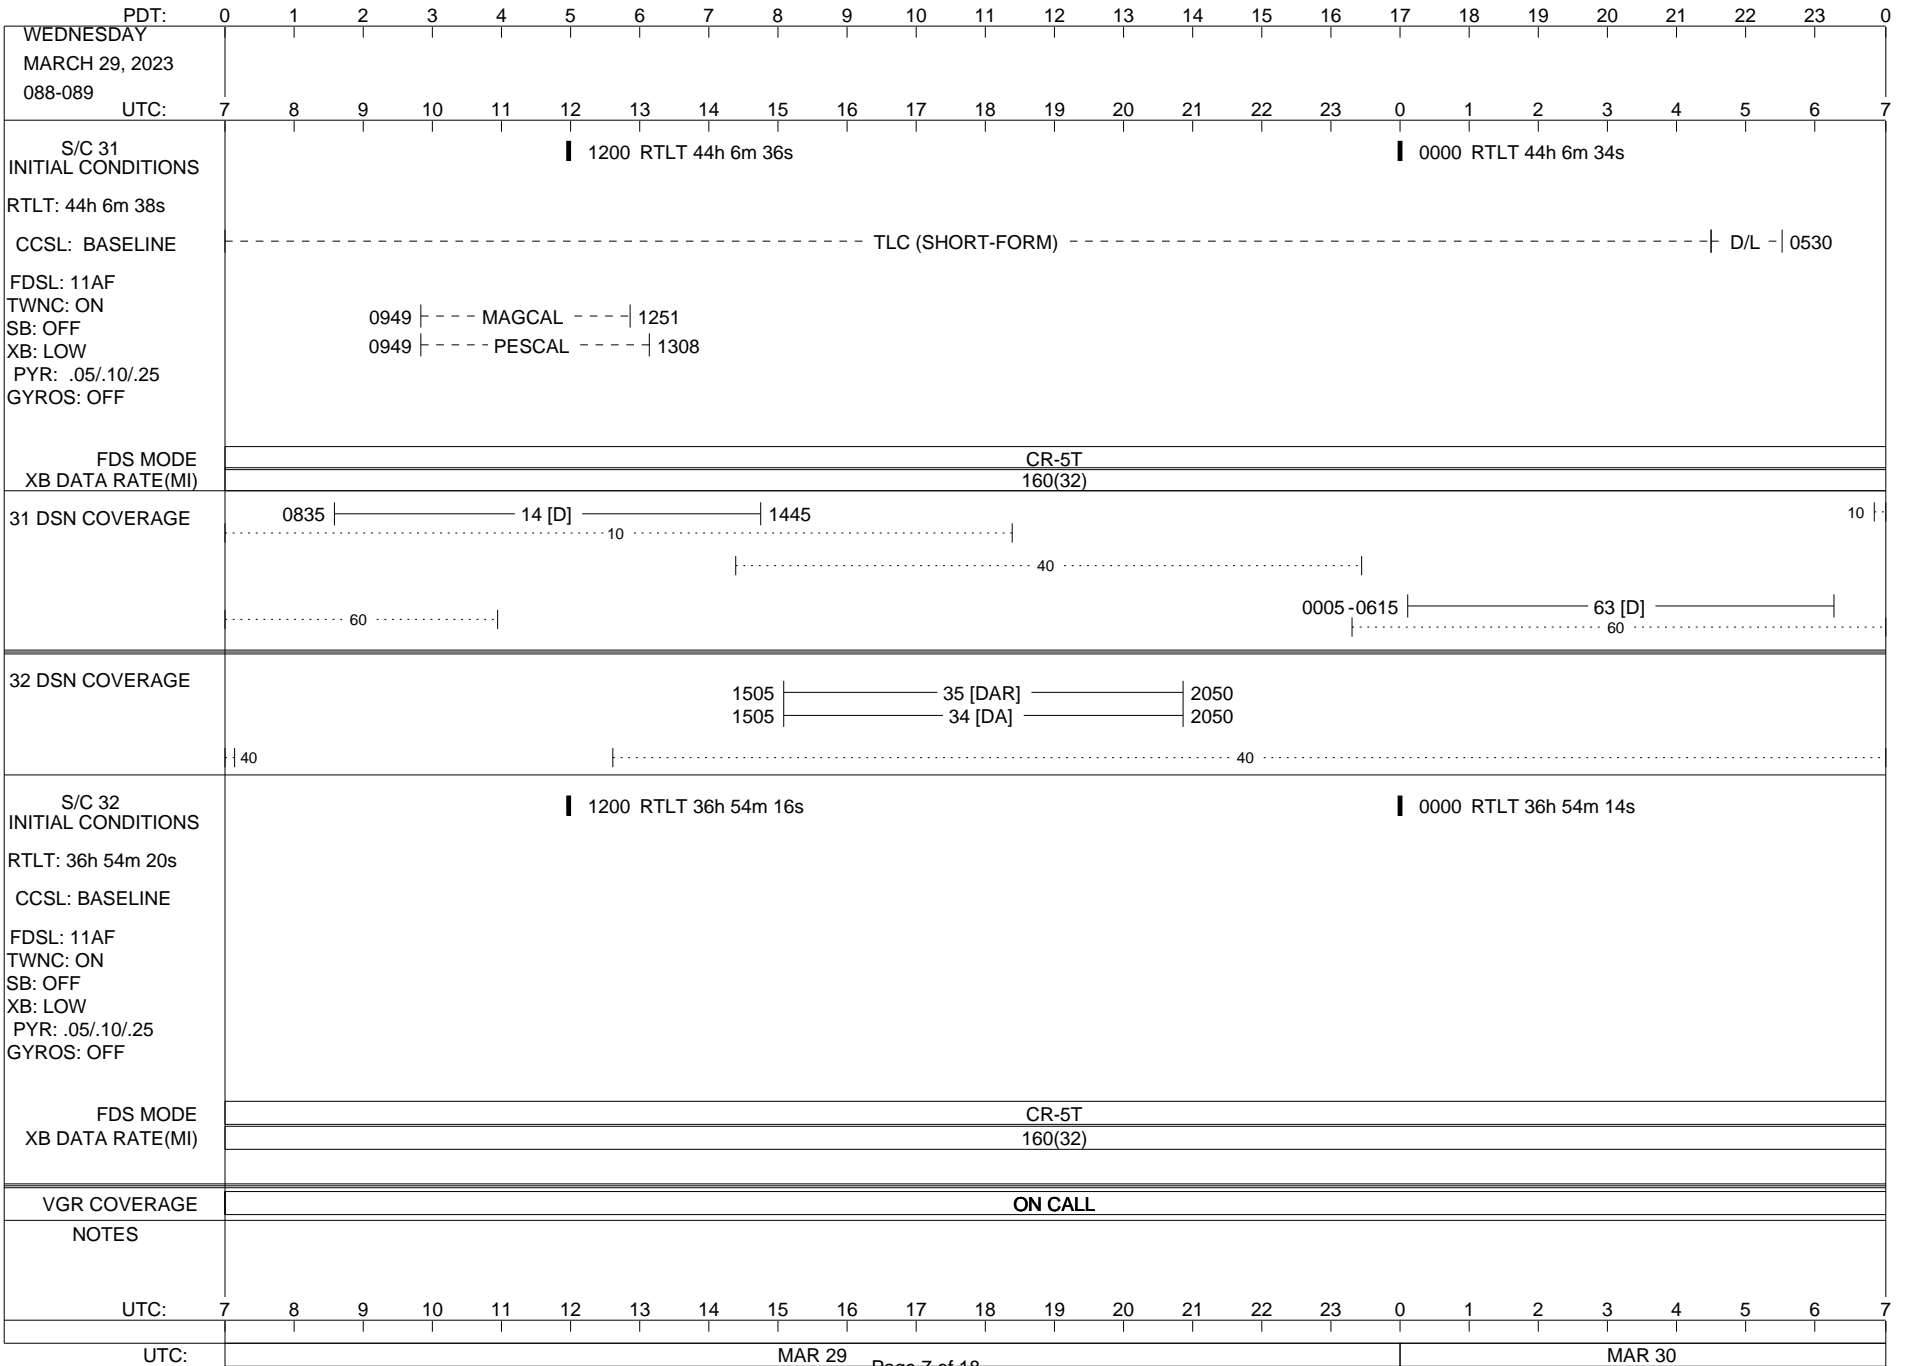 PDT: 0 1 2 3 4 5 6 7 8 9 10 11 12 13 14 15 16 17 18 19 20 21 22 23 0
WEDNESDAY
MARCH 29, 2023
088-089
UTC: 7 8 9 10 11 12 13 14 15 16 17 18 19 20 21 22 23 0 1 2 3 4 5 6 7
S/C 31
INITIAL CONDITIONS
1200 RTLT 44h 6m 36s
0000 RTLT 44h 6m 34s
RTLT: 44h 6m 38s
CCSL: BASELINE
TLC (SHORT-FORM)
D/L
0530
FDSL: 11AF
TWNC: ON
SB: OFF
XB: LOW
PYR: .05/.10/.25
GYROS: OFF
0949 MAGCAL 1251
0949 PESCAL 1308
FDS MODE CR-5T
XB DATA RATE(MI) 160(32)
31 DSN COVERAGE
0835 14 [D] 1445
10
10
40
0005-0615 63 [D]
60
60
32 DSN COVERAGE
1505 35 [DAR] 2050
1505 34 [DA] 2050
40
40
S/C 32
INITIAL CONDITIONS
1200 RTLT 36h 54m 16s
0000 RTLT 36h 54m 14s
RTLT: 36h 54m 20s
CCSL: BASELINE
FDSL: 11AF
TWNC: ON
SB: OFF
XB: LOW
PYR: .05/.10/.25
GYROS: OFF
FDS MODE CR-5T
XB DATA RATE(MI) 160(32)
VGR COVERAGE ON CALL
NOTES
UTC: 7 8 9 10 11 12 13 14 15 16 17 18 19 20 21 22 23 0 1 2 3 4 5 6 7
UTC: MAR 29 MAR 30
Page 7 of 18